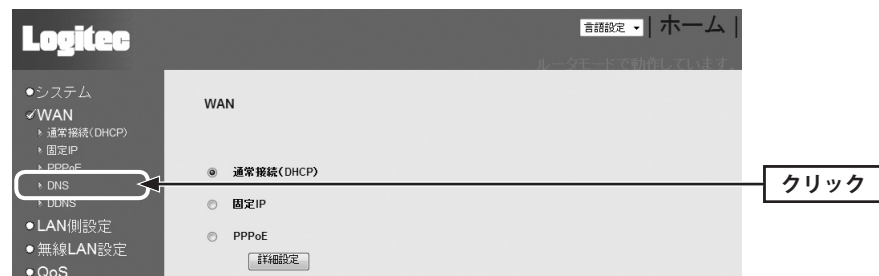 Logitec
言語設定 | ホーム |
ルータモードで動作しています。
●システム
✓WAN
通常接続(DHCP)
固定IP
PPPoE
DNS
DDNS
●LAN側設定
●無線LAN設定
●QoS
WAN
通常接続(DHCP)
固定IP
PPPoE
詳細設定
クリック